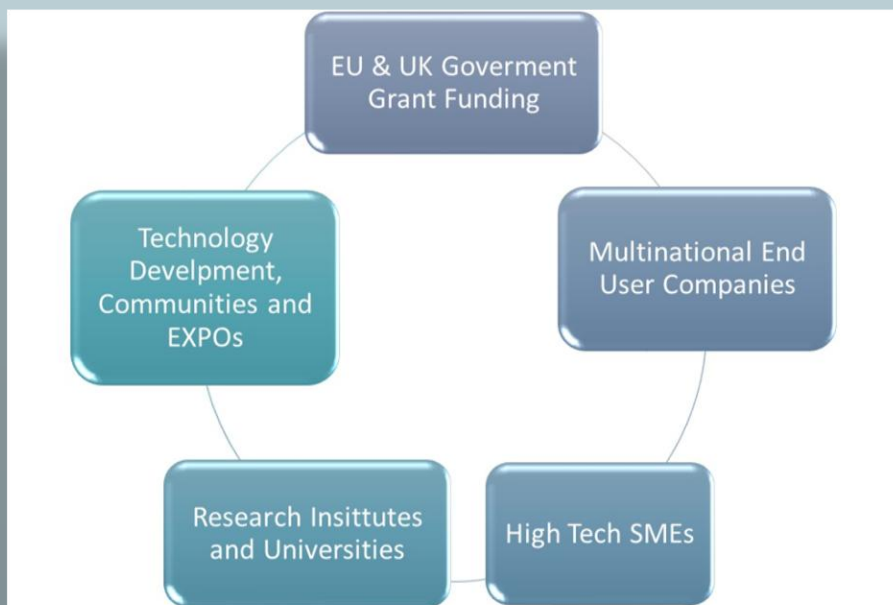 EU & UK Goverment
Grant Funding
Multinational End
User Companies
High Tech SMEs
Research Insittutes
and Universities
Technology
Develpment,
Communities and
EXPOs